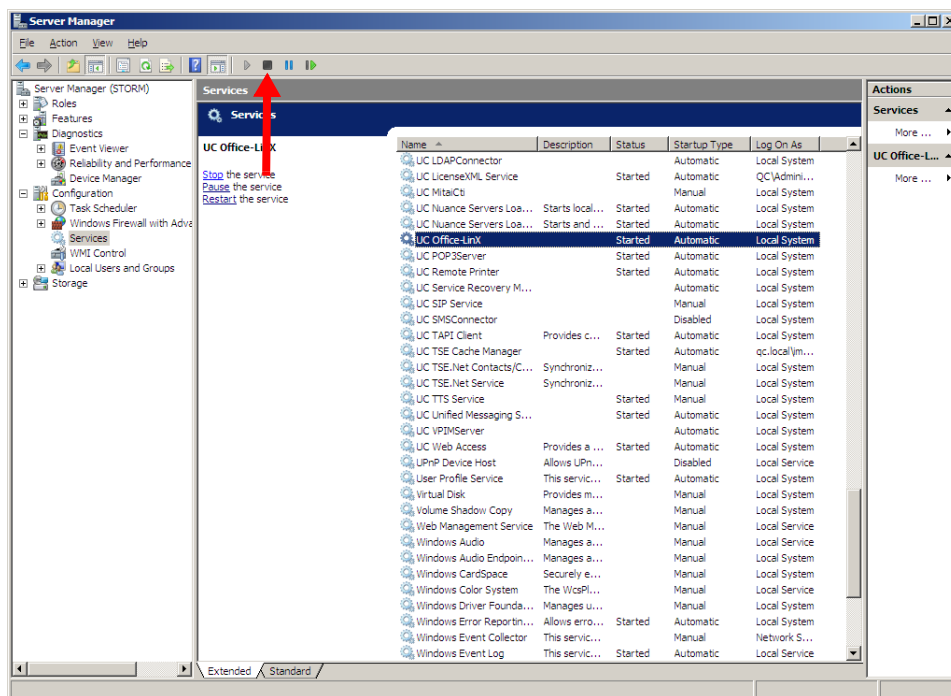 Server Manager
File Action View Help
Server Manager (STORM)
Roles
Features
Diagnostics
Event Viewer
Reliability and Performance
Device Manager
Configuration
Task Scheduler
Windows Firewall with Adva
Services
WMI Control
Local Users and Groups
Storage
Services
Services
UC Office-LinX
Stop the service
Pause the service
Restart the service
Name Description Status Startup Type Log On As
UC LDAPConnector Automatic Local System
UC LicenseXML Service Started Automatic QC\Admini...
UC MitaiCti Manual Local System
UC Nuance Servers Loa... Starts local... Started Automatic Local System
UC Nuance Servers Loa... Starts and ... Started Automatic Local System
UC Office-LinX Started Automatic Local System
UC POP3Server Started Automatic Local System
UC Remote Printer Started Automatic Local System
UC Service Recovery M... Automatic Local System
UC SIP Service Manual Local System
UC SMSConnector Disabled Local System
UC TAPI Client Provides c... Started Automatic Local System
UC TSE Cache Manager Started Automatic qc.local\jm...
UC TSE.Net Contacts/C... Synchroniz... Manual Local System
UC TSE.Net Service Synchroniz... Manual Local System
UC TTS Service Started Manual Local System
UC Unified Messaging S... Started Automatic Local System
UC VPIMServer Automatic Local System
UC Web Access Provides a ... Started Automatic Local System
UPnP Device Host Allows UPn... Disabled Local Service
User Profile Service This servic... Started Automatic Local System
Virtual Disk Provides m... Manual Local System
Volume Shadow Copy Manages a... Manual Local System
Web Management Service The Web M... Manual Local Service
Windows Audio Manages a... Manual Local Service
Windows Audio Endpoin... Manages a... Manual Local System
Windows CardSpace Securely e... Manual Local System
Windows Color System The WcsPl... Manual Local Service
Windows Driver Founda... Manages u... Manual Local System
Windows Error Reportin... Allows erro... Started Automatic Local System
Windows Event Collector This servic... Manual Network S...
Windows Event Log This servic... Started Automatic Local Service
Extended Standard
Actions
Services
More ...
UC Office-L...
More ...